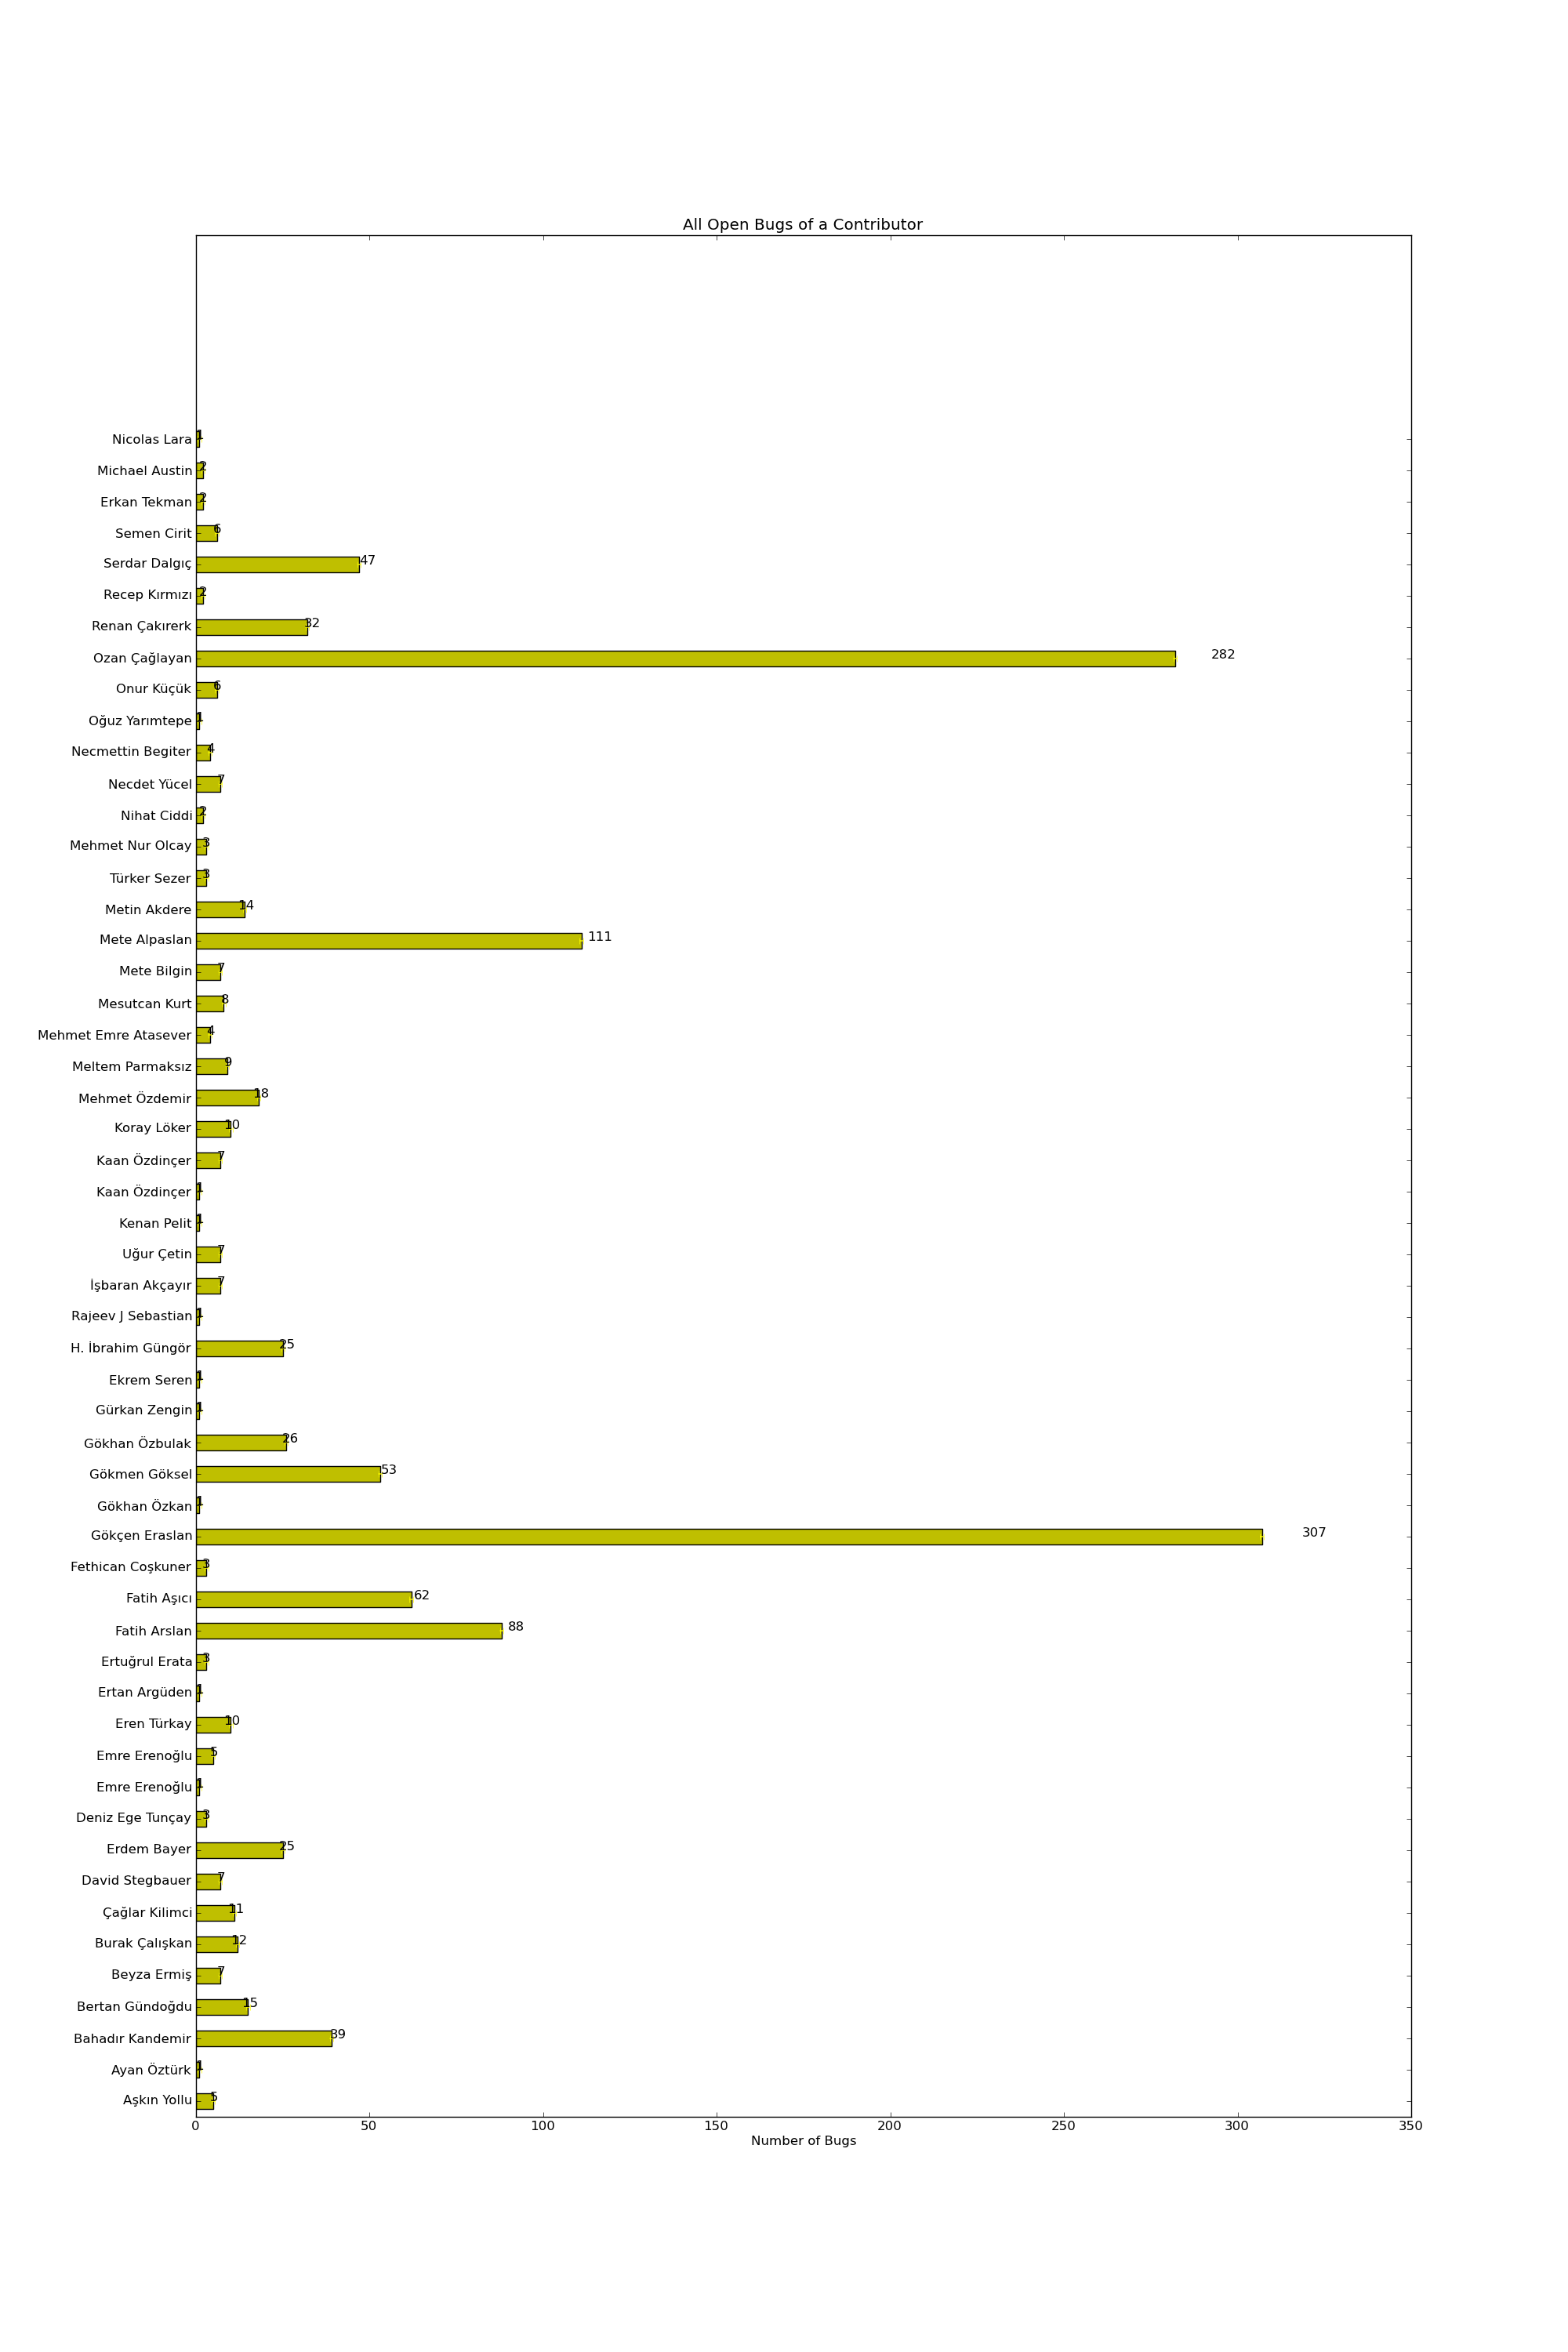 All Open Bugs of a Contributor
Nicolas Lara 1
Michael Austin 2
Erkan Tekman 2
Semen Cirit 6
Serdar Dalgıç 47
Recep Kırmızı 2
Renan Çakırerk 32
Ozan Çağlayan 282
Onur Küçük 6
Oğuz Yarımtepe 1
Necmettin Begiter 4
Necdet Yücel 7
Nihat Ciddi 2
Mehmet Nur Olcay 3
Türker Sezer 3
Metin Akdere 14
Mete Alpaslan 111
Mete Bilgin 7
Mesutcan Kurt 8
Mehmet Emre Atasever 4
Meltem Parmaksız 9
Mehmet Özdemir 18
Koray Löker 10
Kaan Özdinçer 7
Kaan Özdinçer 1
Kenan Pelit 1
Uğur Çetin 7
İşbaran Akçayır 7
Rajeev J Sebastian 1
H. İbrahim Güngör 25
Ekrem Seren 1
Gürkan Zengin 1
Gökhan Özbulak 26
Gökmen Göksel 53
Gökhan Özkan 1
Gökçen Eraslan 307
Fethican Coşkuner 3
Fatih Aşıcı 62
Fatih Arslan 88
Ertuğrul Erata 3
Ertan Argüden 1
Eren Türkay 10
Emre Erenoğlu 5
Emre Erenoğlu 1
Deniz Ege Tunçay 3
Erdem Bayer 25
David Stegbauer 7
Çağlar Kilimci 11
Burak Çalışkan 12
Beyza Ermiş 7
Bertan Gündoğdu 15
Bahadır Kandemir 39
Ayan Öztürk 1
Aşkın Yollu 5
0 50 100 150 200 250 300 350
Number of Bugs